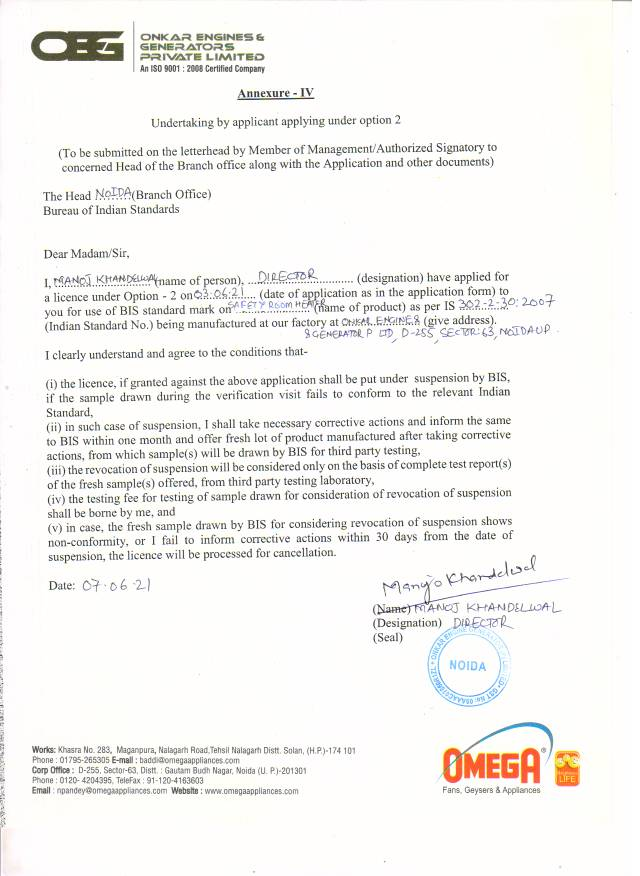 OEG
ONKAR ENGINES &
GENERATORS
PRIVATE LIMITED
An ISO 9001 : 2008 Certified Company
Annexure - IV
Undertaking by applicant applying under option 2
(To be submitted on the letterhead by Member of Management/Authorized Signatory to
concerned Head of the Branch office along with the Application and other documents)
The Head NOIDA (Branch Office)
Bureau of Indian Standards
Dear Madam/Sir,
I, MANOJ KHANDELWAL (name of person), DIRECTOR (designation) have applied for
a licence under Option - 2 on 03.06.21 (date of application as in the application form) to
you for use of BIS standard mark on SAFETY ROOM HEATER (name of product) as per IS 302-2-30:2007
(Indian Standard No.) being manufactured at our factory at ONKAR ENGINES (give address).
& GENERATOR P LTD, D-255, SECTOR:63, NOIDA UP.
I clearly understand and agree to the conditions that-
(i) the licence, if granted against the above application shall be put under suspension by BIS,
if the sample drawn during the verification visit fails to conform to the relevant Indian
Standard,
(ii) in such case of suspension, I shall take necessary corrective actions and inform the same
to BIS within one month and offer fresh lot of product manufactured after taking corrective
actions, from which sample(s) will be drawn by BIS for third party testing,
(iii) the revocation of suspension will be considered only on the basis of complete test report(s)
of the fresh sample(s) offered, from third party testing laboratory,
(iv) the testing fee for testing of sample drawn for consideration of revocation of suspension
shall be borne by me, and
(v) in case, the fresh sample drawn by BIS for considering revocation of suspension shows
non-conformity, or I fail to inform corrective actions within 30 days from the date of
suspension, the licence will be processed for cancellation.
Date: 07.06.21
Manoj Khandelwal
(Name) MANOJ KHANDELWAL
(Designation) DIRECTOR
(Seal)
NOIDA
Works: Khasra No. 283, Maganpura, Nalagarh Road,Tehsil Nalagarh Distt. Solan, (H.P.)-174 101
Phone : 01795-265305 E-mail : baddi@omegaappliances.com
Corp Office : D-255, Sector-63, Distt. : Gautam Budh Nagar, Noida (U. P.)-201301
Phone : 0120- 4204395, TeleFax : 91-120-4163603
Email : npandey@omegaappliances.com Website : www.omegaappliances.com
OMEGA ®
LIFE
Fans, Geysers & Appliances